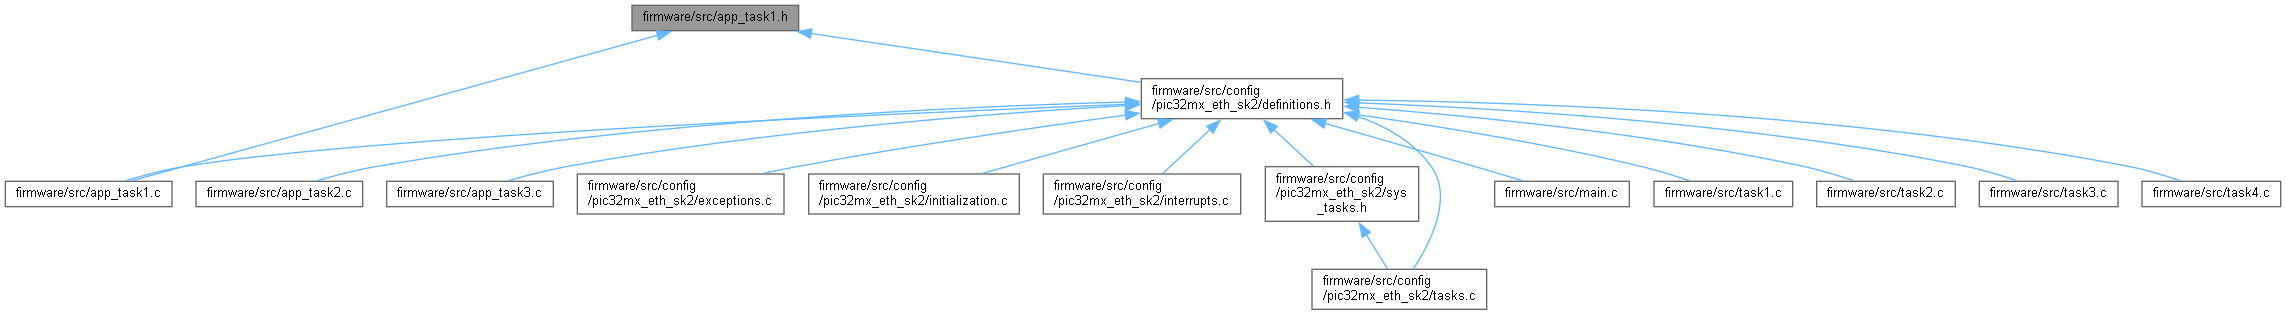 firmware/src/app_task1.h
firmware/src/config
/pic32mx_eth_sk2/definitions.h
firmware/src/app_task1.c
firmware/src/app_task2.c
firmware/src/app_task3.c
firmware/src/config
/pic32mx_eth_sk2/exceptions.c
firmware/src/config
/pic32mx_eth_sk2/initialization.c
firmware/src/config
/pic32mx_eth_sk2/interrupts.c
firmware/src/config
/pic32mx_eth_sk2/sys
_tasks.h
firmware/src/main.c
firmware/src/task1.c
firmware/src/task2.c
firmware/src/task3.c
firmware/src/task4.c
firmware/src/config
/pic32mx_eth_sk2/tasks.c